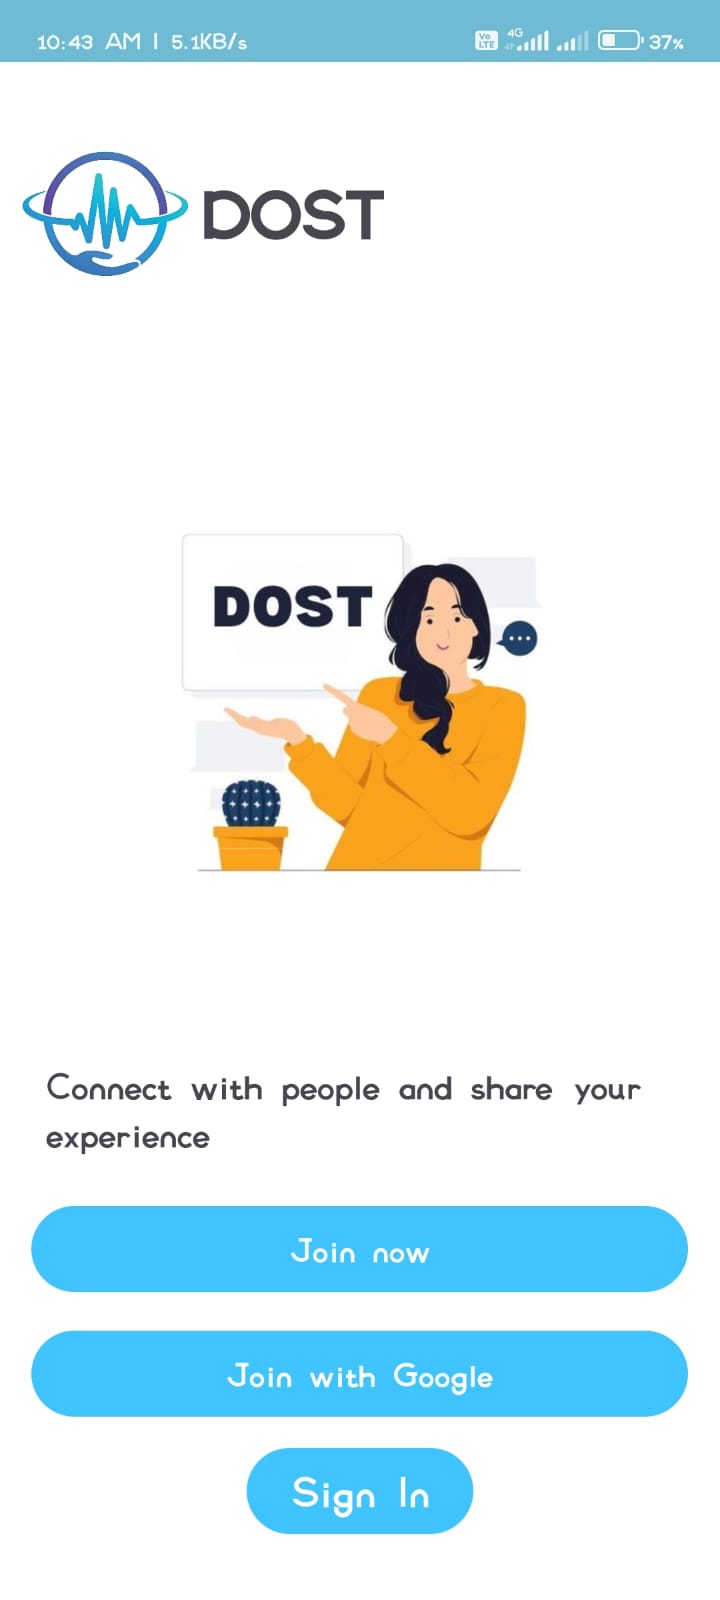 10:43 AM | 5.1KB/s Vo LTE 4G 37%
DOST
DOST
Connect with people and share your
experience
Join now
Join with Google
Sign In